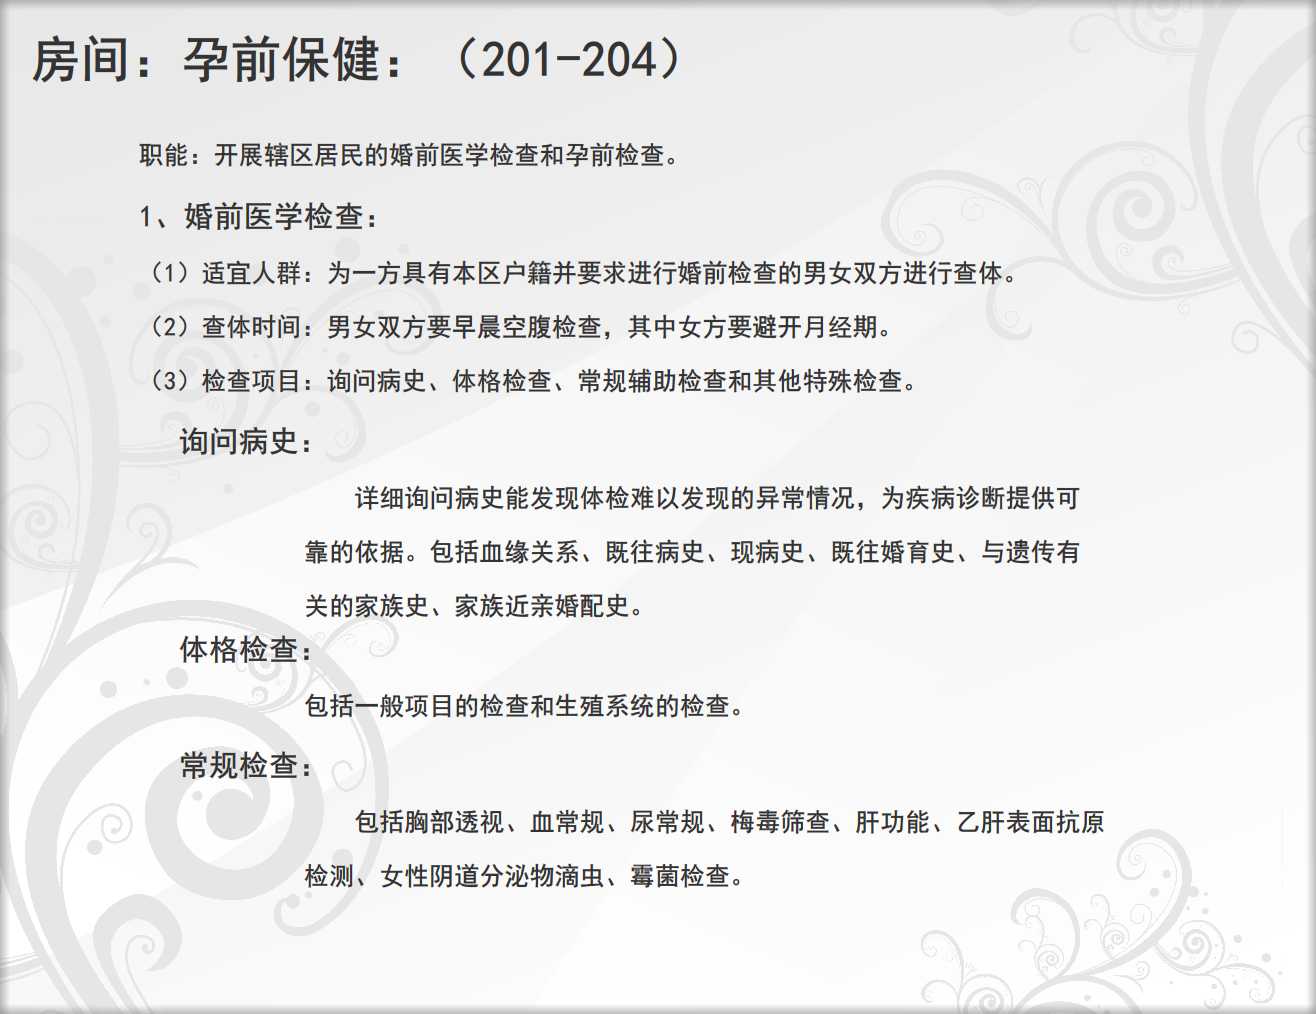 房间：孕前保健：（201-204）
职能：开展辖区居民的婚前医学检查和孕前检查。
1、婚前医学检查：
（1）适宜人群：为一方具有本区户籍并要求进行婚前检查的男女双方进行查体。
（2）查体时间：男女双方要早晨空腹检查，其中女方要避开月经期。
（3）检查项目：询问病史、体格检查、常规辅助检查和其他特殊检查。
询问病史：
详细询问病史能发现体检难以发现的异常情况，为疾病诊断提供可
靠的依据。包括血缘关系、既往病史、现病史、既往婚育史、与遗传有
关的家族史、家族近亲婚配史。
体格检查：
包括一般项目的检查和生殖系统的检查。
常规检查：
包括胸部透视、血常规、尿常规、梅毒筛查、肝功能、乙肝表面抗原
检测、女性阴道分泌物滴虫、霉菌检查。